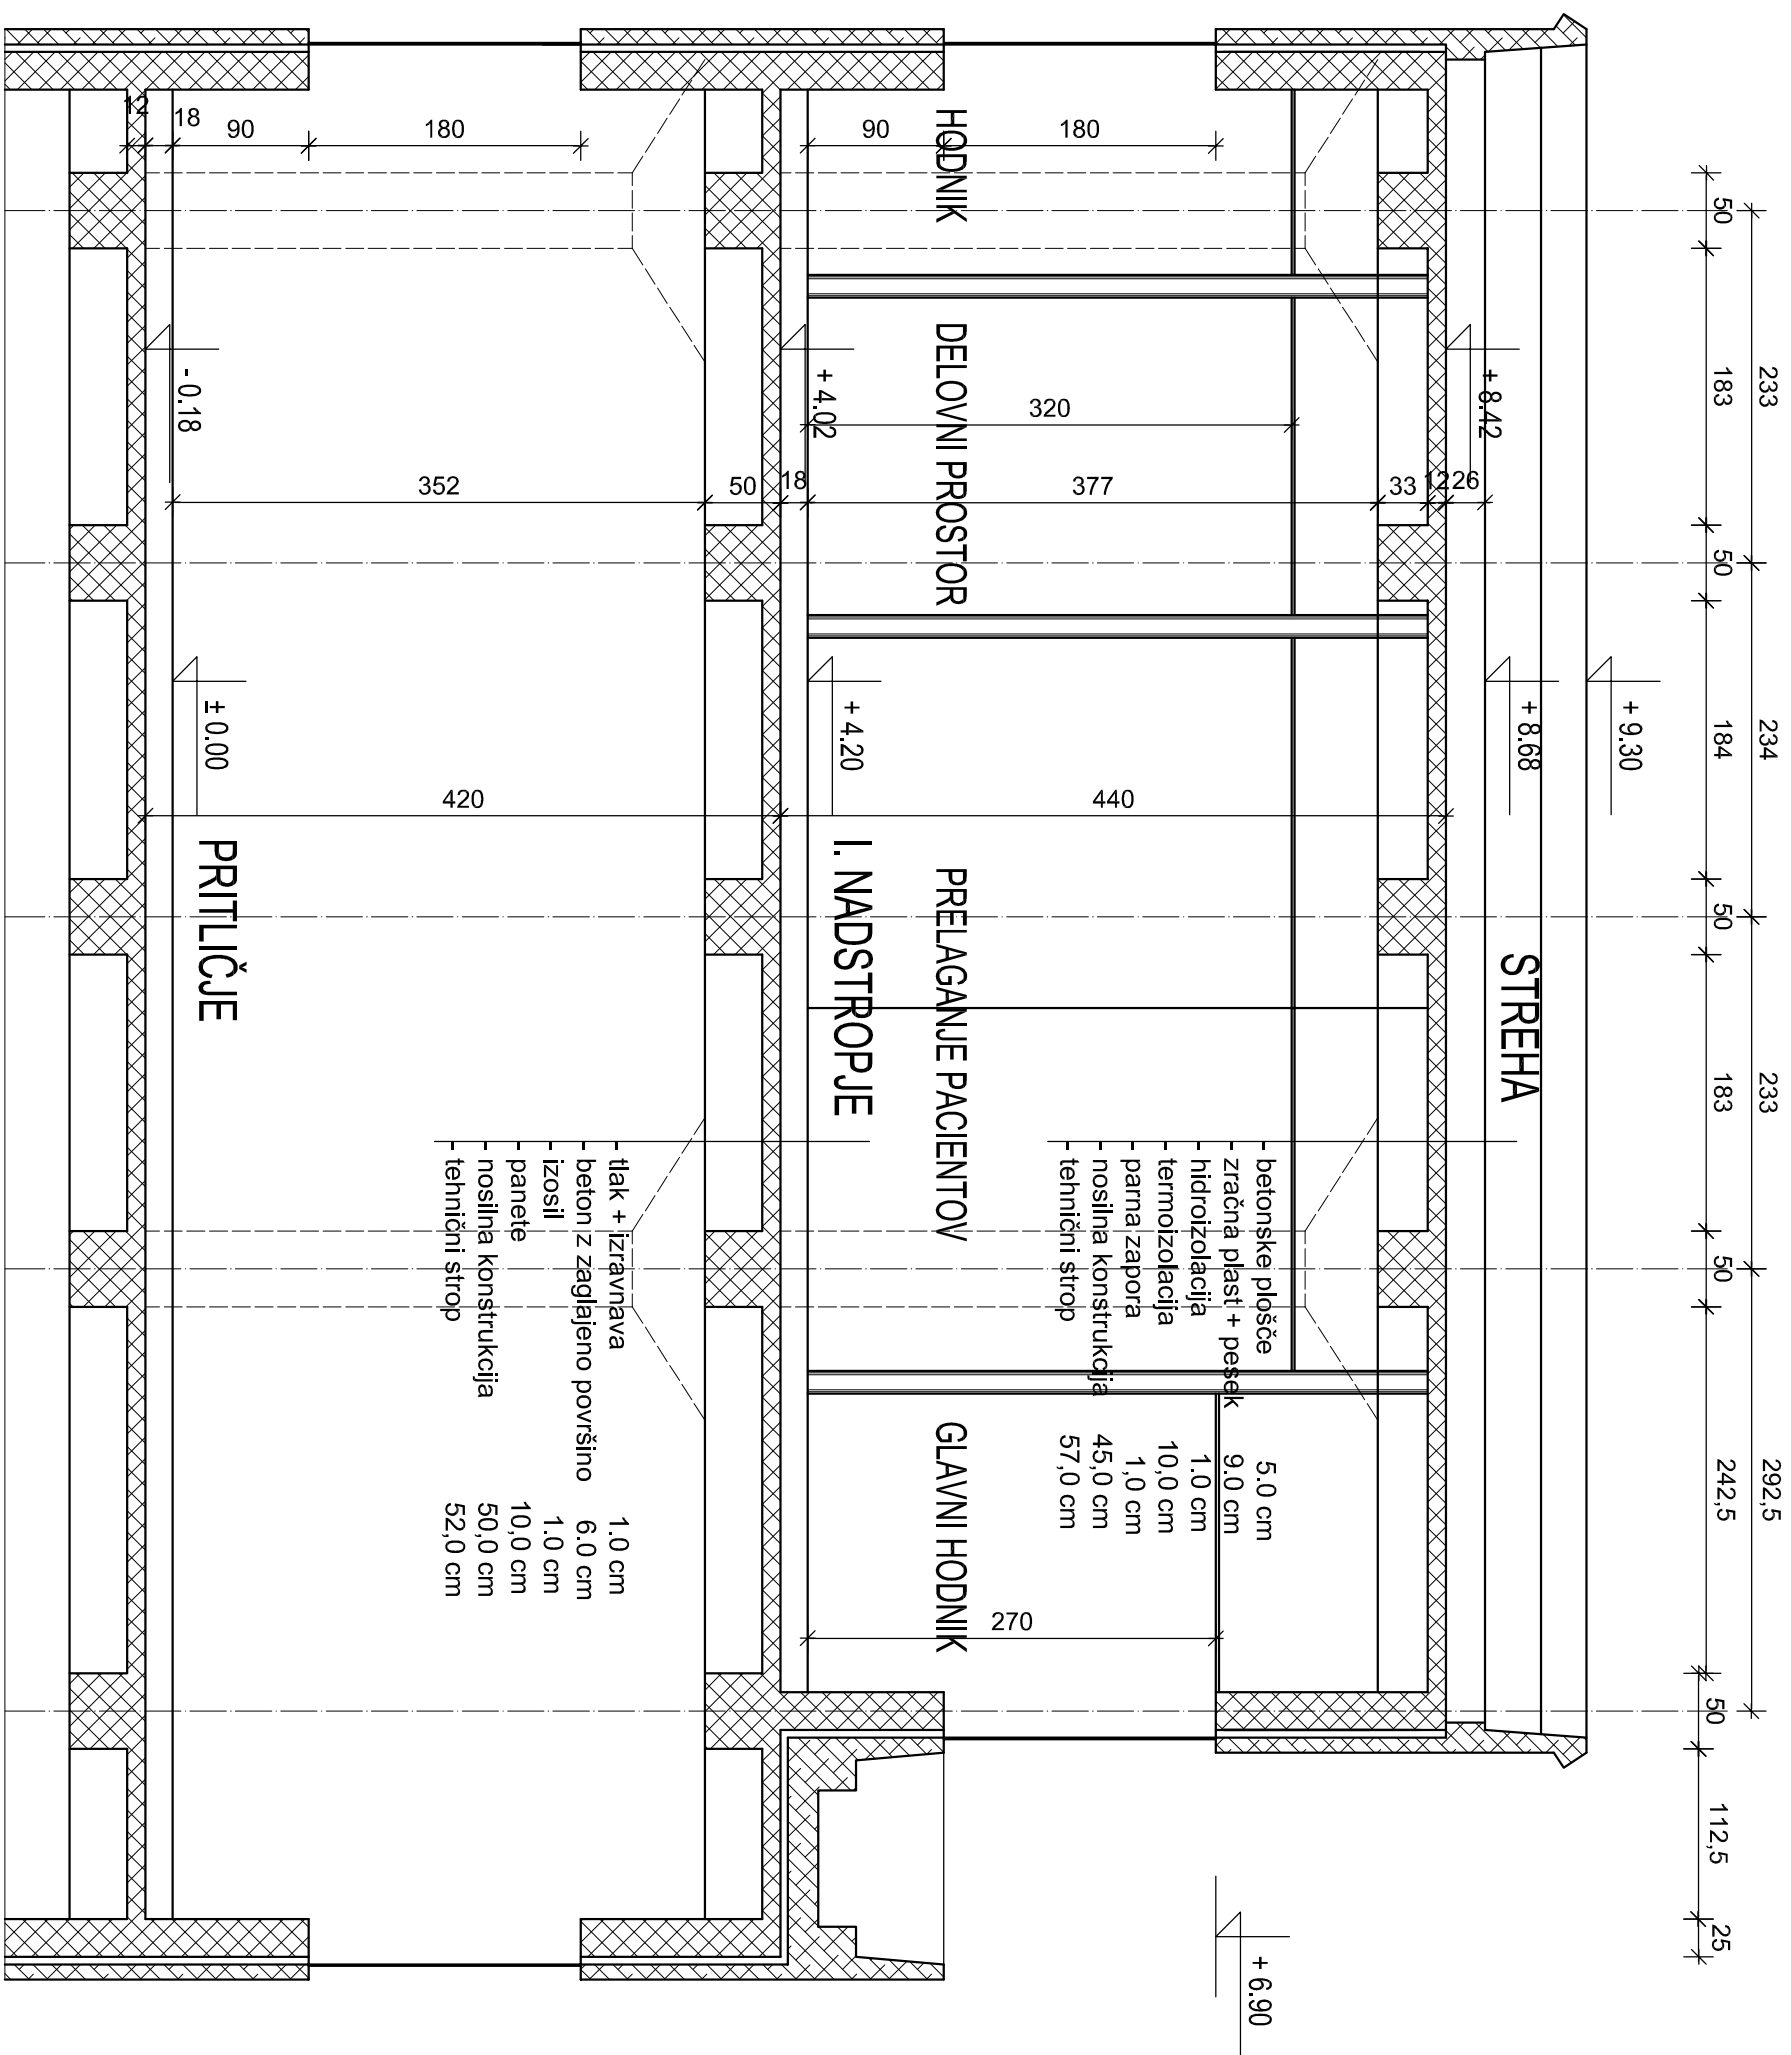 233
234
233
292,5
50
183
50
184
50
183
50
242,5
50
112,5
25
+ 9.30
+ 8.68
+ 8.42
STREHA
26
12
33
377
18
50
352
320
440
420
270
180
90
180
90
18
12
- betonske plošče 5.0 cm
- zračna plast + pesek 9.0 cm
- hidroizolacija 1.0 cm
- termoizolacija 10,0 cm
- parna zapora 1,0 cm
- nosilna konstrukcija 45,0 cm
- tehnični strop 57,0 cm
+ 6.90
HODNIK
DELOVNI PROSTOR
PRELAGANJE PACIENTOV
GLAVNI HODNIK
I. NADSTROPJE
+ 4.20
+ 4.02
- tlak + izravnava 1.0 cm
- beton z zaglajeno površino 6.0 cm
- izosil 1.0 cm
- panete 10,0 cm
- nosilna konstrukcija 50,0 cm
- tehnični strop 52,0 cm
PRITLIČJE
± 0.00
- 0.18